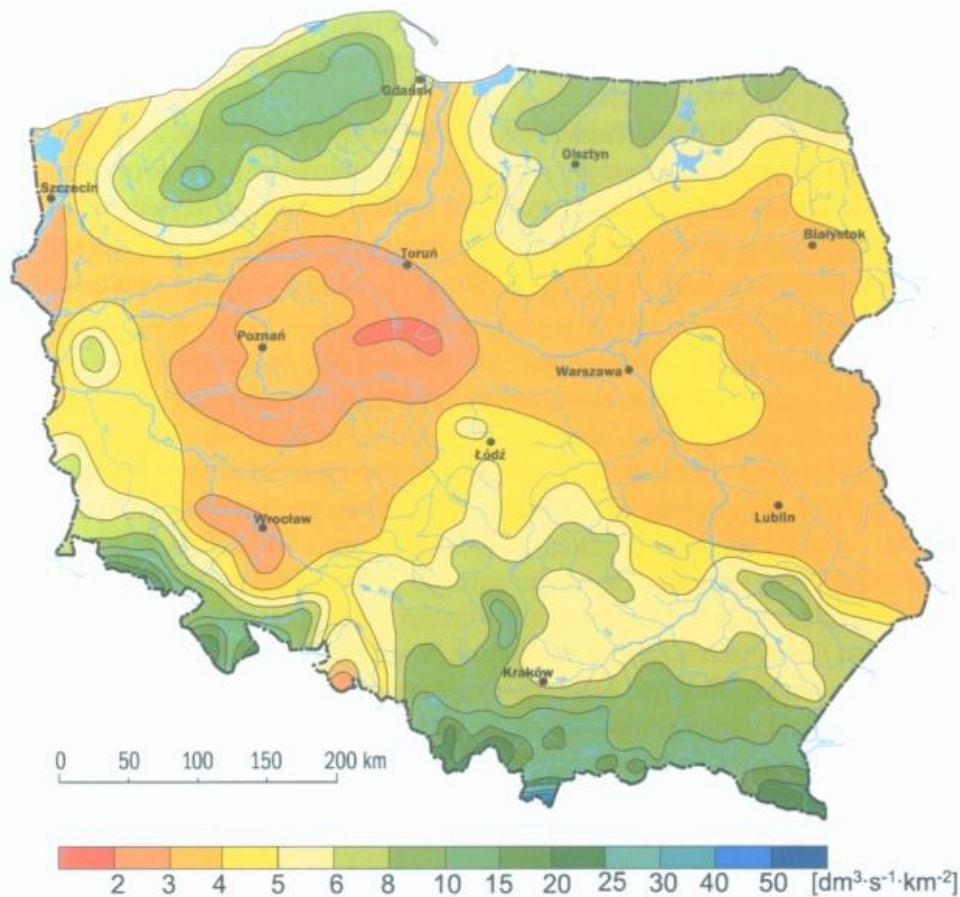 Gdańsk
Olsztyn
Szczecin
Białystok
Toruń
Poznań
Warszawa
Łódź
Wrocław
Lublin
Kraków
0 50 100 150 200 km
2 3 4 5 6 8 10 15 20 25 30 40 50 [dm³·s⁻¹·km⁻²]